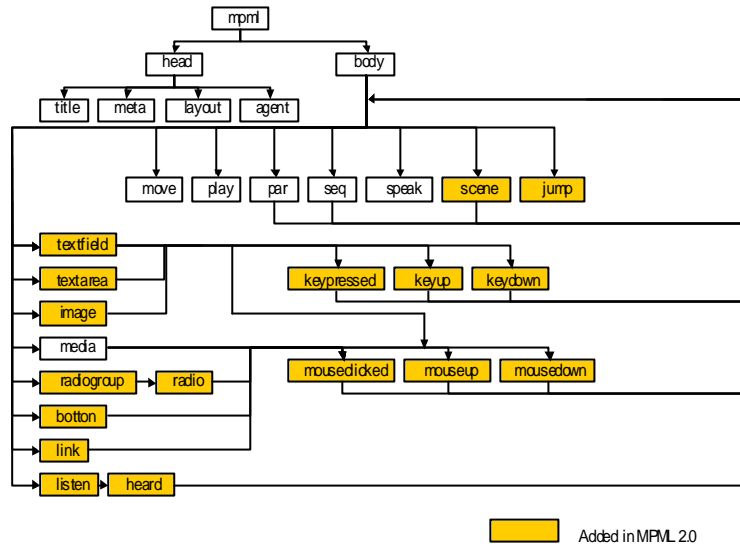 mpml
head body
title meta layout agent
move play par seq speak scene jump
textfield
textarea keypressed keyup keydown
image
media
radiogroup radio mouseclicked mouseup mousedown
botton
link
listen heard
Added in MPML 2.0